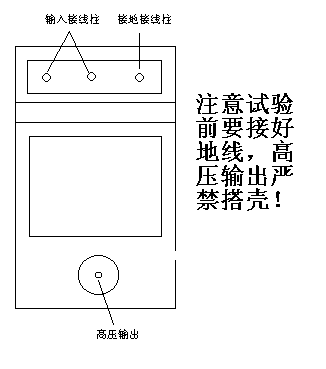 输入接线柱 接地接线柱
注意试验
前要接好
地线，高
压输出严
禁搭壳！
高压输出